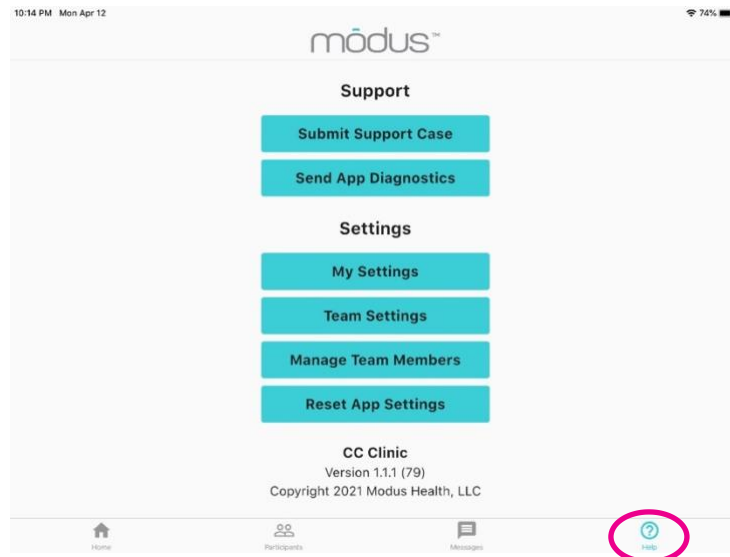 10:14 PM Mon Apr 12
74%
mōdus™
Support
Submit Support Case
Send App Diagnostics
Settings
My Settings
Team Settings
Manage Team Members
Reset App Settings
CC Clinic
Version 1.1.1 (79)
Copyright 2021 Modus Health, LLC
Home Participants Messages Help